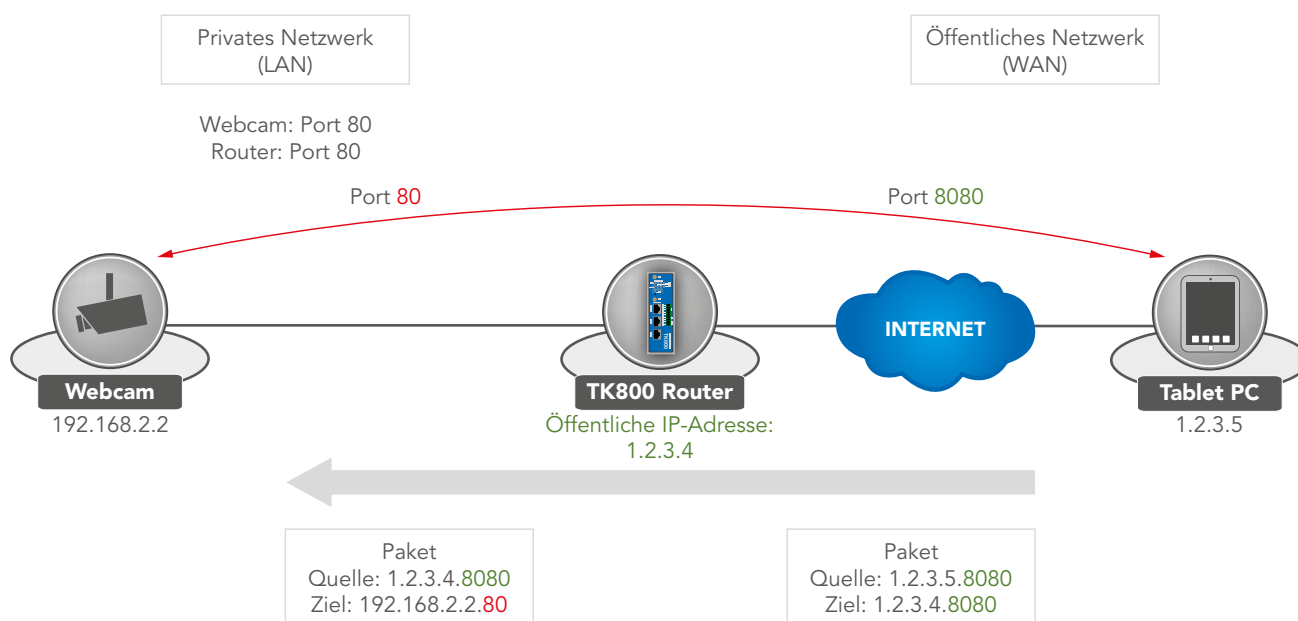 Privates Netzwerk
(LAN)
Öffentliches Netzwerk
(WAN)
Webcam: Port 80
Router: Port 80
Port 80
Port 8080
INTERNET
Webcam
192.168.2.2
TK800 Router
Öffentliche IP-Adresse:
1.2.3.4
Tablet PC
1.2.3.5
Paket
Quelle: 1.2.3.4.8080
Ziel: 192.168.2.2.80
Paket
Quelle: 1.2.3.5.8080
Ziel: 1.2.3.4.8080